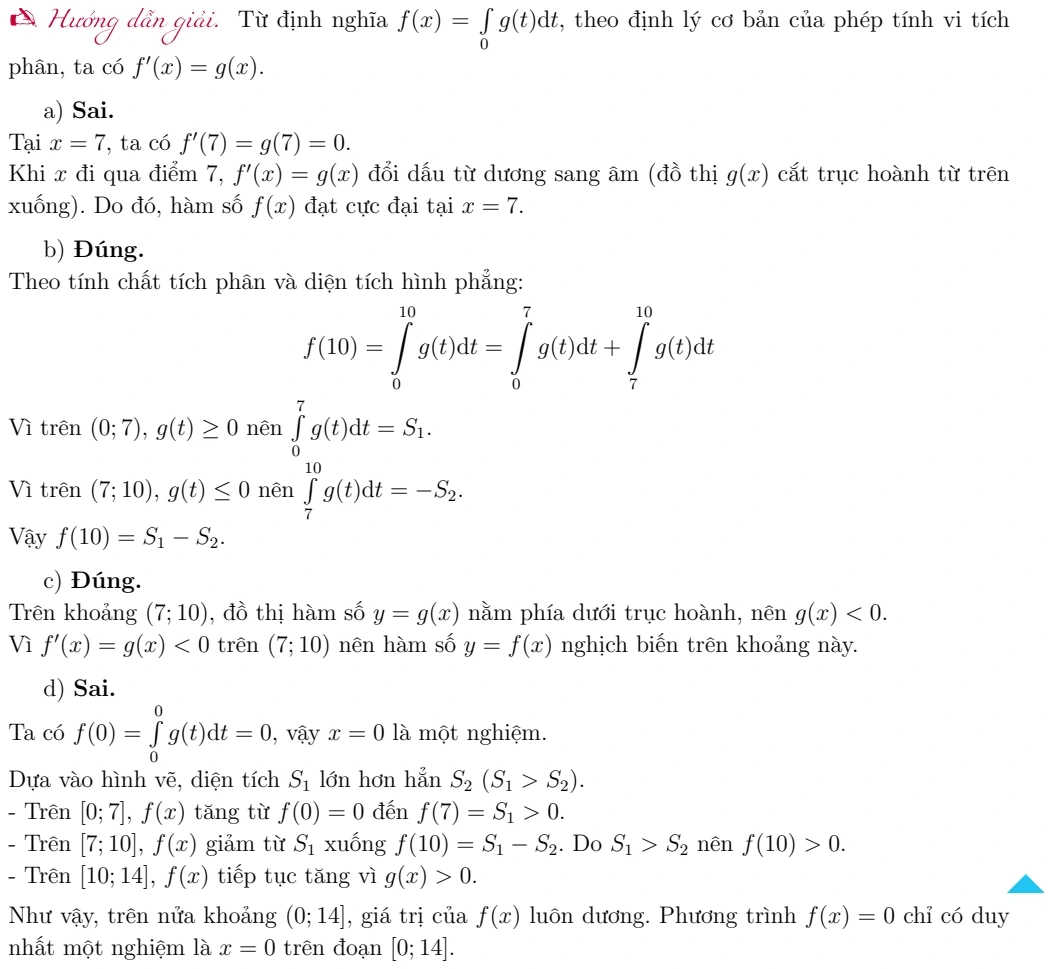 Hướng dẫn giải. Từ định nghĩa f(x) = ∫₀ g(t)dt, theo định lý cơ bản của phép tính vi tích
phân, ta có f′(x) = g(x).
a) Sai.
Tại x = 7, ta có f′(7) = g(7) = 0.
Khi x đi qua điểm 7, f′(x) = g(x) đổi dấu từ dương sang âm (đồ thị g(x) cắt trục hoành từ trên
xuống). Do đó, hàm số f(x) đạt cực đại tại x = 7.
b) Đúng.
Theo tính chất tích phân và diện tích hình phẳng:
f(10) = ∫₀¹⁰ g(t)dt = ∫₀⁷ g(t)dt + ∫₇¹⁰ g(t)dt
Vì trên (0; 7), g(t) ≥ 0 nên ∫₀⁷ g(t)dt = S₁.
Vì trên (7; 10), g(t) ≤ 0 nên ∫₇¹⁰ g(t)dt = −S₂.
Vậy f(10) = S₁ − S₂.
c) Đúng.
Trên khoảng (7; 10), đồ thị hàm số y = g(x) nằm phía dưới trục hoành, nên g(x) < 0.
Vì f′(x) = g(x) < 0 trên (7; 10) nên hàm số y = f(x) nghịch biến trên khoảng này.
d) Sai.
Ta có f(0) = ∫₀⁰ g(t)dt = 0, vậy x = 0 là một nghiệm.
Dựa vào hình vẽ, diện tích S₁ lớn hơn hẳn S₂ (S₁ > S₂).
- Trên [0; 7], f(x) tăng từ f(0) = 0 đến f(7) = S₁ > 0.
- Trên [7; 10], f(x) giảm từ S₁ xuống f(10) = S₁ − S₂. Do S₁ > S₂ nên f(10) > 0.
- Trên [10; 14], f(x) tiếp tục tăng vì g(x) > 0.
Như vậy, trên nửa khoảng (0; 14], giá trị của f(x) luôn dương. Phương trình f(x) = 0 chỉ có duy
nhất một nghiệm là x = 0 trên đoạn [0; 14].